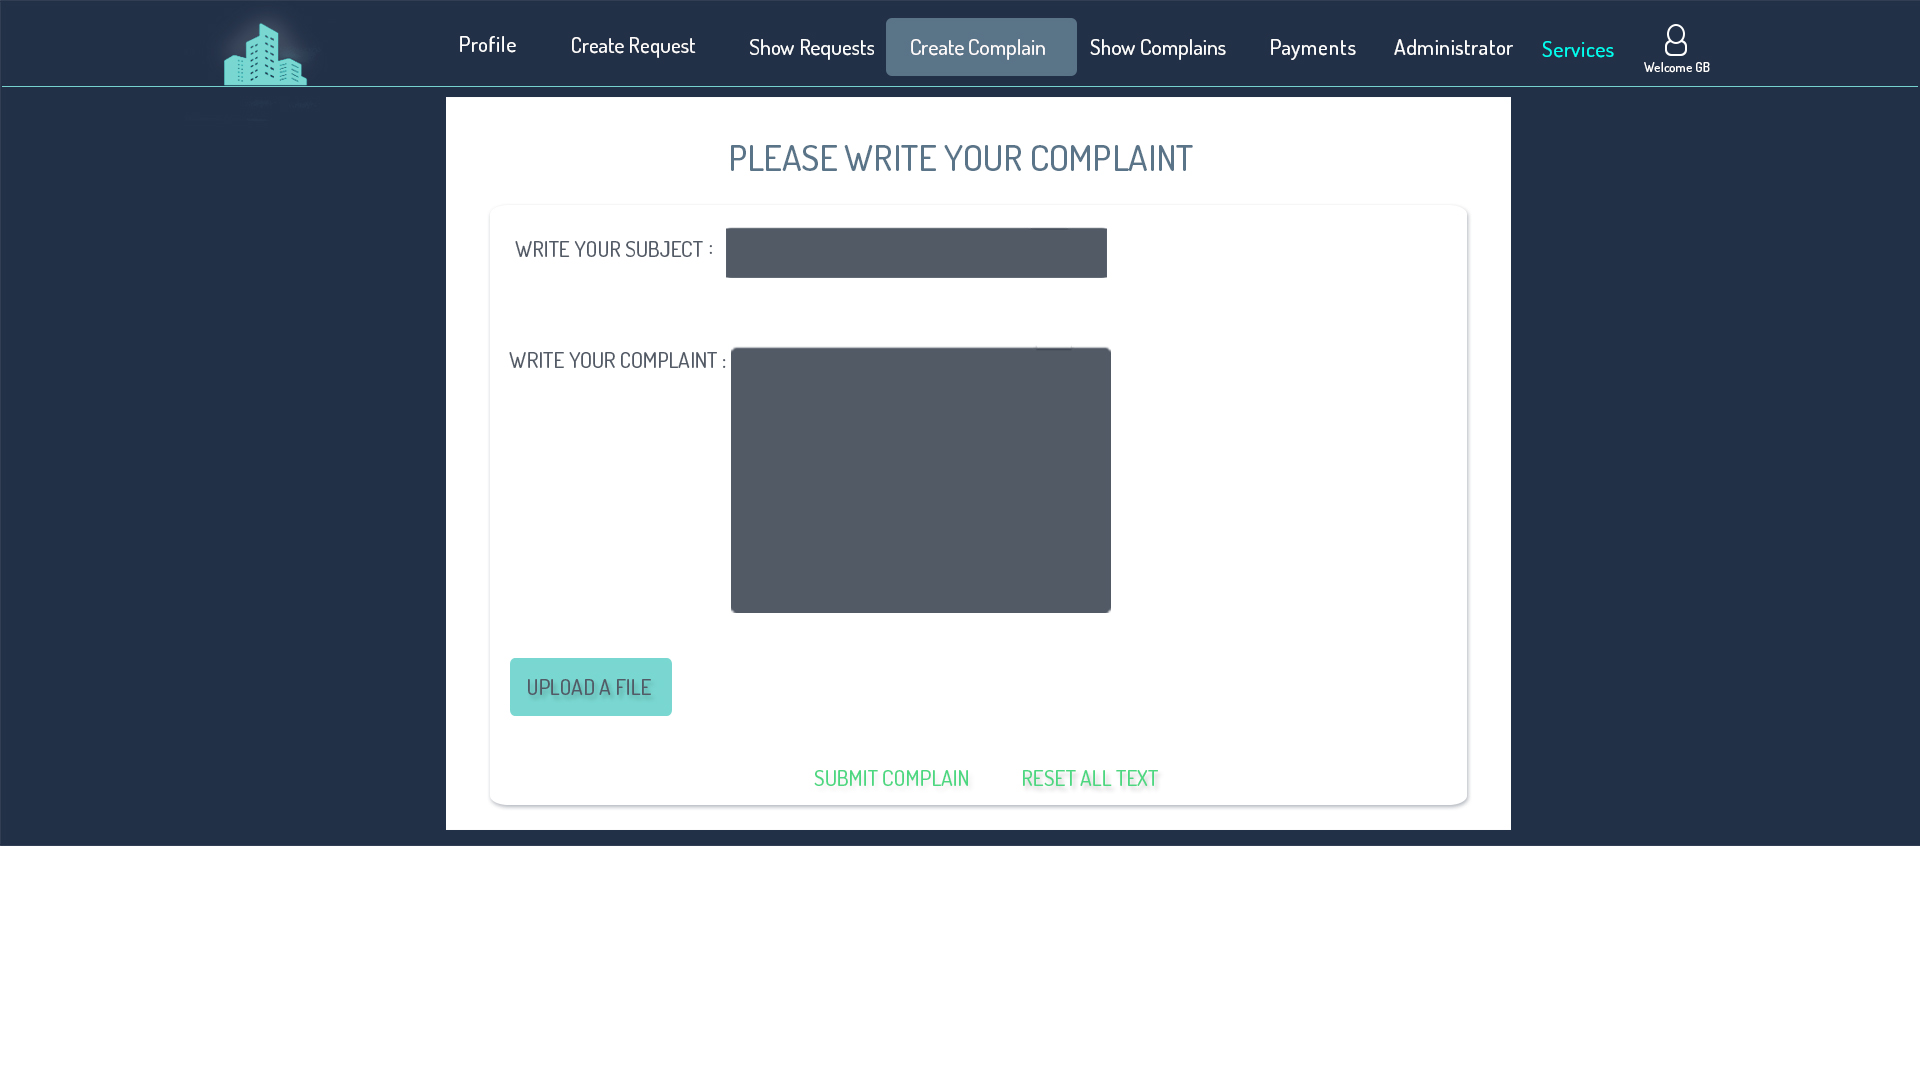 Profile
Create Request
Show Requests
Create Complain
Show Complains
Payments
Administrator
Services
Welcome GB
PLEASE WRITE YOUR COMPLAINT
WRITE YOUR SUBJECT :
WRITE YOUR COMPLAINT :
UPLOAD A FILE
SUBMIT COMPLAIN
RESET ALL TEXT